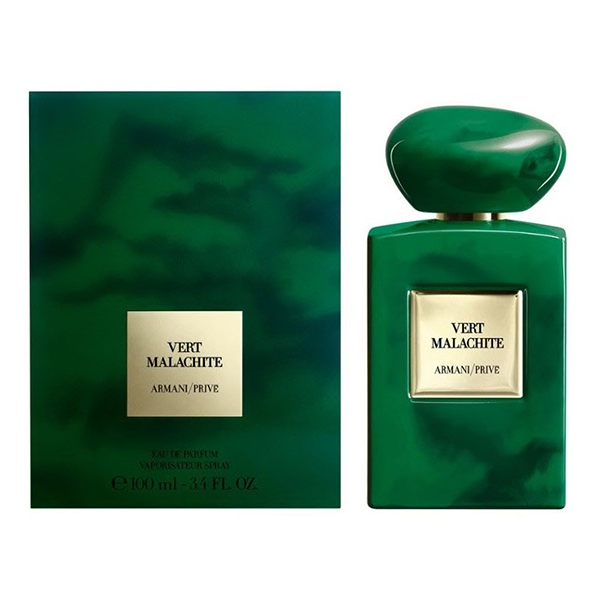 VERT
MALACHITE
ARMANI/PRIVE
EAU DE PARFUM
VAPORISATEUR SPRAY
℮100 ml - 3.4 FL. OZ.
VERT
MALACHITE
ARMANI/PRIVE